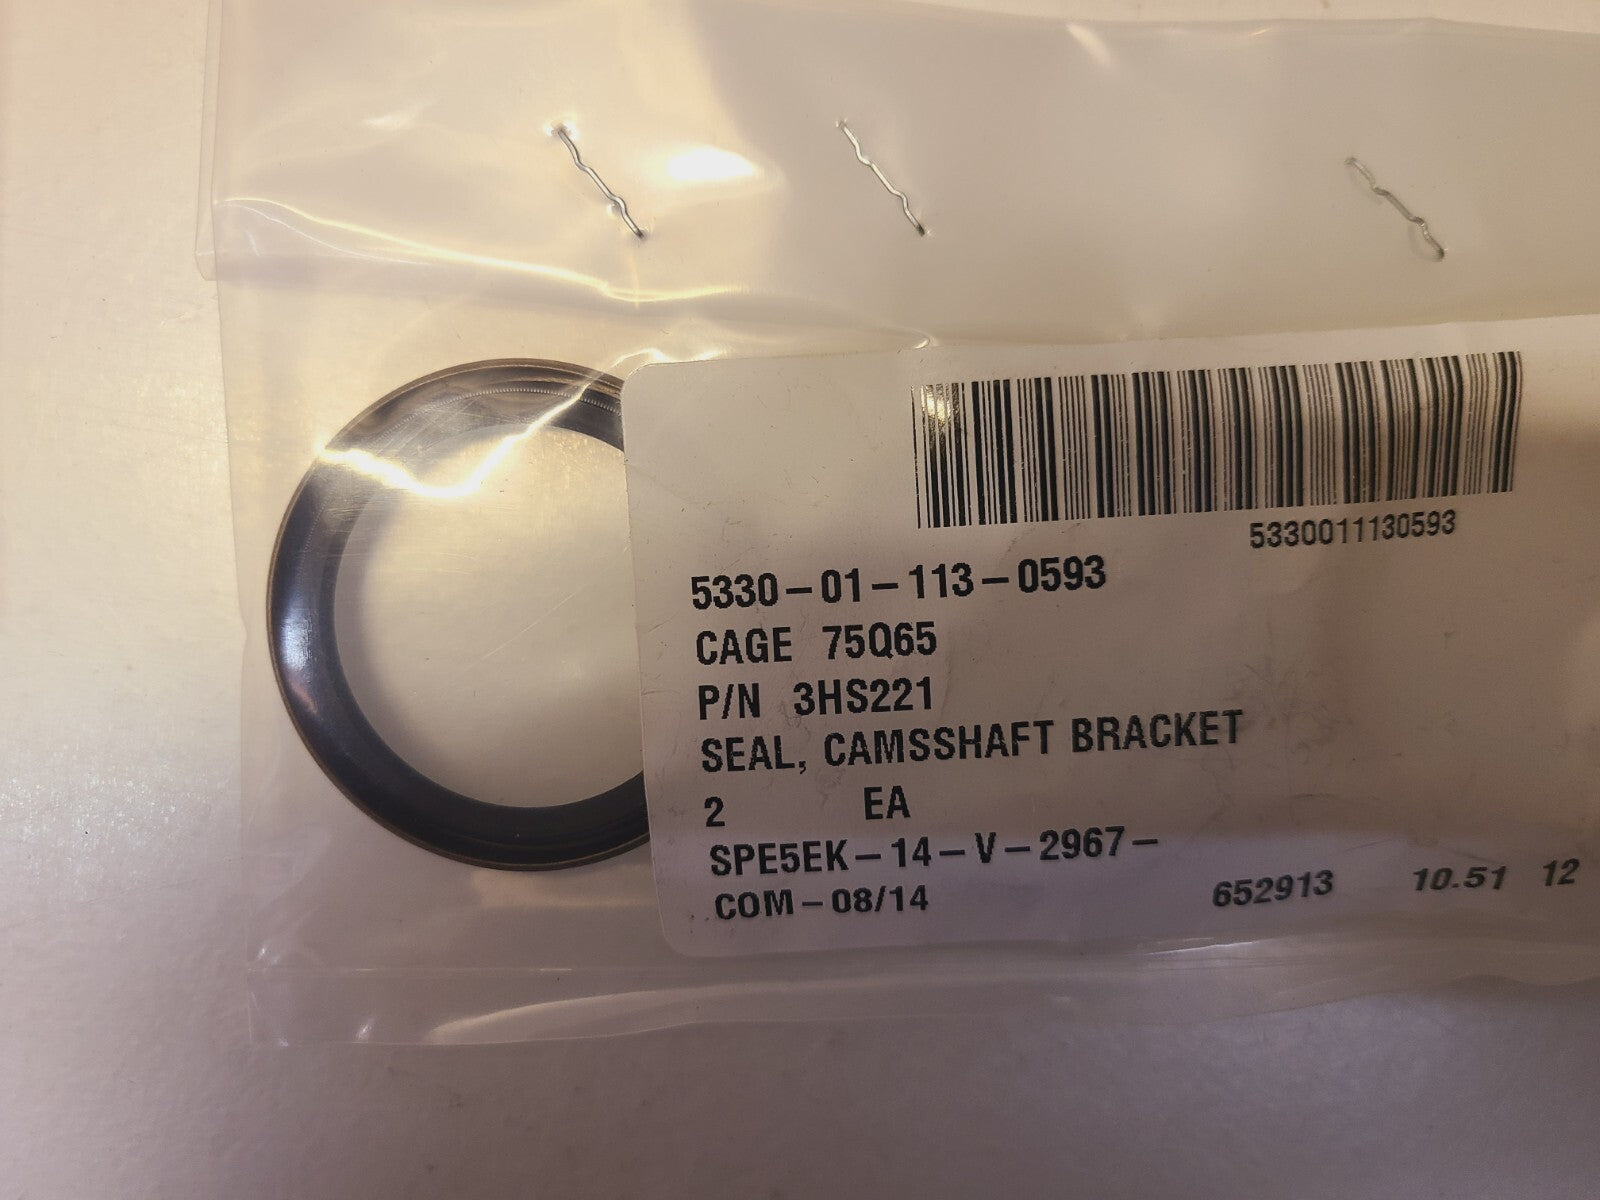 5330011130593
5330-01-113-0593
CAGE 75Q65
P/N 3HS221
SEAL, CAMSSHAFT BRACKET
2 EA
SPE5EK-14-V-2967-
COM-08/14 652913 10.51 12